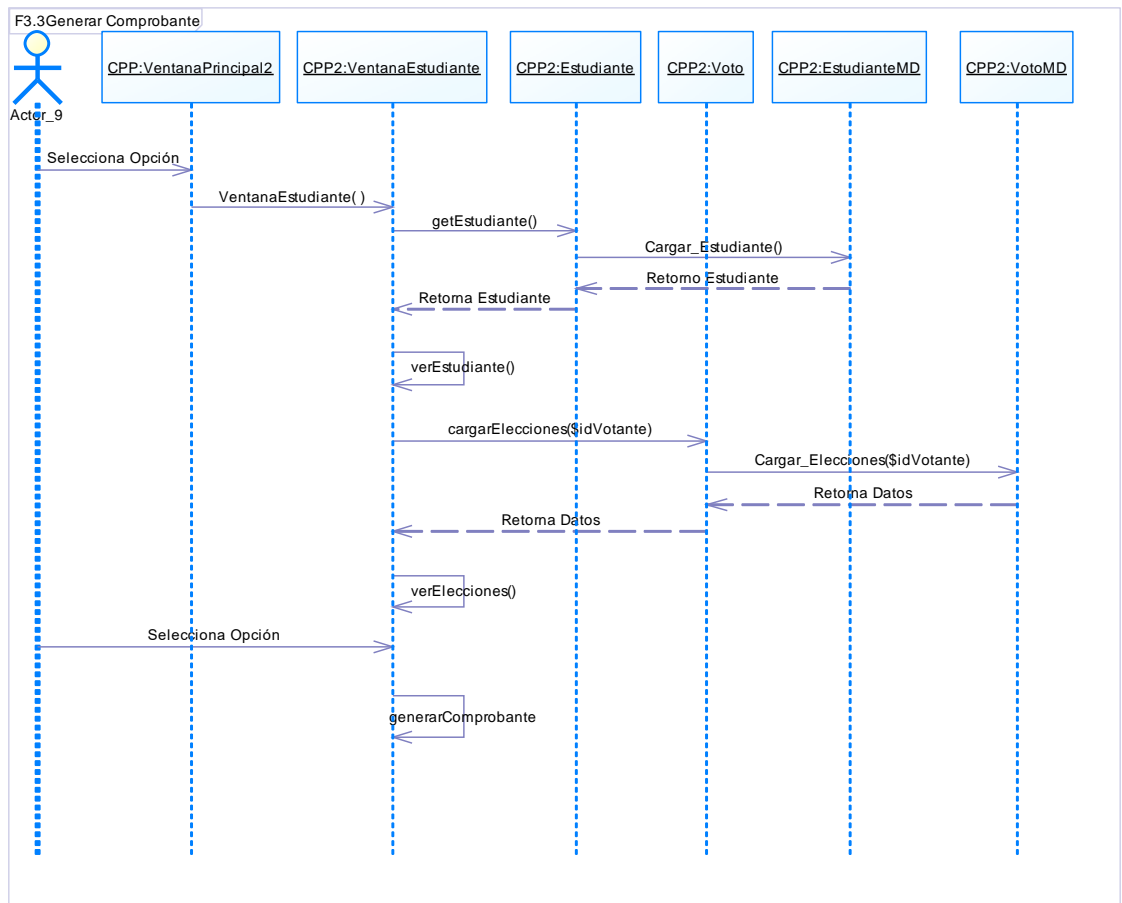 F3.3Generar Comprobante
CPP:VentanaPrincipal2
CPP2:VentanaEstudiante
CPP2:Estudiante
CPP2:Voto
CPP2:EstudianteMD
CPP2:VotoMD
Actor_9
Selecciona Opción
VentanaEstudiante( )
getEstudiante()
Cargar_Estudiante()
Retorno Estudiante
Retorna Estudiante
verEstudiante()
cargarElecciones($idVotante)
Cargar_Elecciones($idVotante)
Retorna Datos
Retorna Datos
verElecciones()
Selecciona Opción
generarComprobante